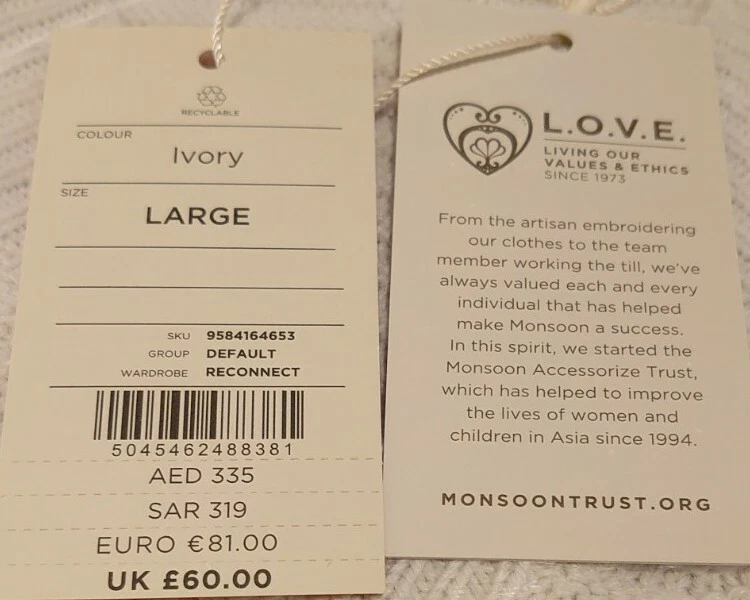 RECYCLABLE
COLOUR
Ivory
SIZE
LARGE
SKU 9584164653
GROUP DEFAULT
WARDROBE RECONNECT
5045462488381
AED 335
SAR 319
EURO €81.00
UK £60.00
L.O.V.E.
LIVING OUR
VALUES & ETHICS
SINCE 1973
From the artisan embroidering
our clothes to the team
member working the till, we've
always valued each and every
individual that has helped
make Monsoon a success.
In this spirit, we started the
Monsoon Accessorize Trust,
which has helped to improve
the lives of women and
children in Asia since 1994.
MONSOONTRUST.ORG